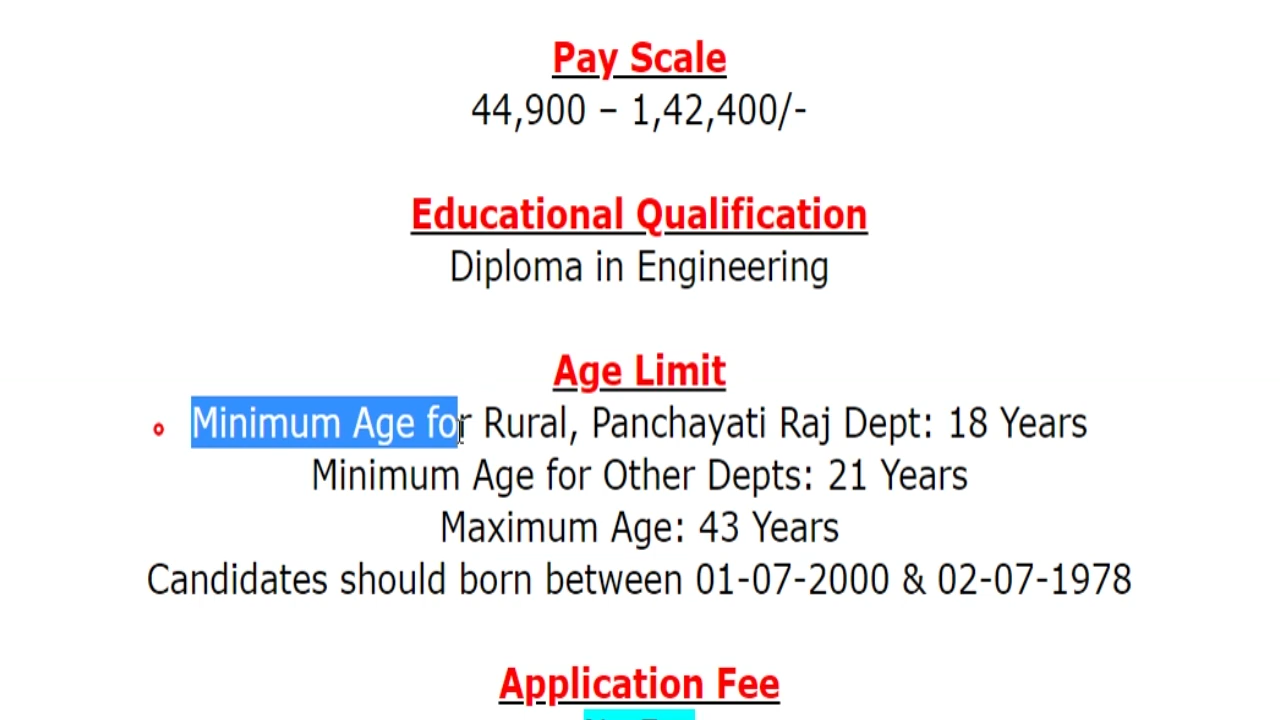 Pay Scale
44,900 – 1,42,400/-
Educational Qualification
Diploma in Engineering
Age Limit
Minimum Age for Rural, Panchayati Raj Dept: 18 Years
Minimum Age for Other Depts: 21 Years
Maximum Age: 43 Years
Candidates should born between 01-07-2000 & 02-07-1978
Application Fee